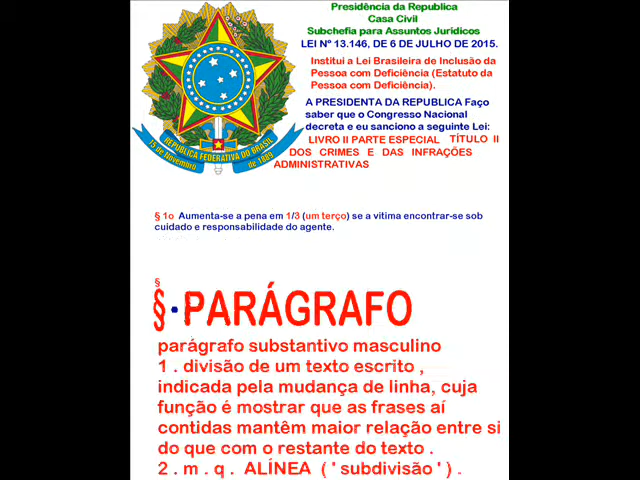 Presidência da Republica
Casa Civil
Subchefia para Assuntos Jurídicos
LEI Nº 13.146, DE 6 DE JULHO DE 2015.
Institui a Lei Brasileira de Inclusão da
Pessoa com Deficiência (Estatuto da
Pessoa com Deficiência).
A PRESIDENTA DA REPUBLICA Faço
saber que o Congresso Nacional
decreta e eu sanciono a seguinte Lei:
LIVRO II PARTE ESPECIAL TÍTULO II
DOS CRIMES E DAS INFRAÇÕES
ADMINISTRATIVAS
REPUBLICA FEDERATIVA DO BRASIL
15 de Novembro de 1889
§ 1o Aumenta-se a pena em 1/3 (um terço) se a vitima encontrar-se sob
cuidado e responsabilidade do agente.
§
§ · PARÁGRAFO
parágrafo substantivo masculino
1 . divisão de um texto escrito ,
indicada pela mudança de linha, cuja
função é mostrar que as frases aí
contidas mantêm maior relação entre si
do que com o restante do texto .
2 . m . q . ALÍNEA ( ' subdivisão ' ) .